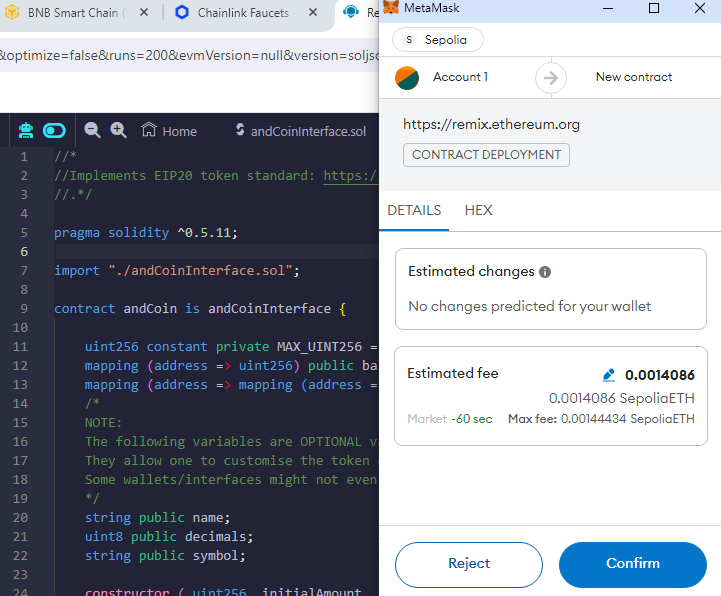 BNB Smart Chain (
Chainlink Faucets -
Re
MetaMask
&optimize=false&runs=200&evmVersion=null&version=soljso
S Sepolia
Account 1
New contract
https://remix.ethereum.org
CONTRACT DEPLOYMENT
DETAILS
HEX
Estimated changes
No changes predicted for your wallet
Estimated fee
0.0014086
0.0014086 SepoliaETH
Market ~60 sec Max fee: 0.00144434 SepoliaETH
Reject
Confirm
Home
andCoinInterface.sol
1 //*
2 //Implements EIP20 token standard: https:/
3 //.*/
4
5 pragma solidity ^0.5.11;
6
7 import "./andCoinInterface.sol";
8
9 contract andCoin is andCoinInterface {
10
11 uint256 constant private MAX_UINT256 =
12 mapping (address => uint256) public ba
13 mapping (address => mapping (address =
14 /*
15 NOTE:
16 The following variables are OPTIONAL va
17 They allow one to customise the token
18 Some wallets/interfaces might not even
19 */
20 string public name;
21 uint8 public decimals;
22 string public symbol;
23
24 constructor ( uint256 _initialAmount